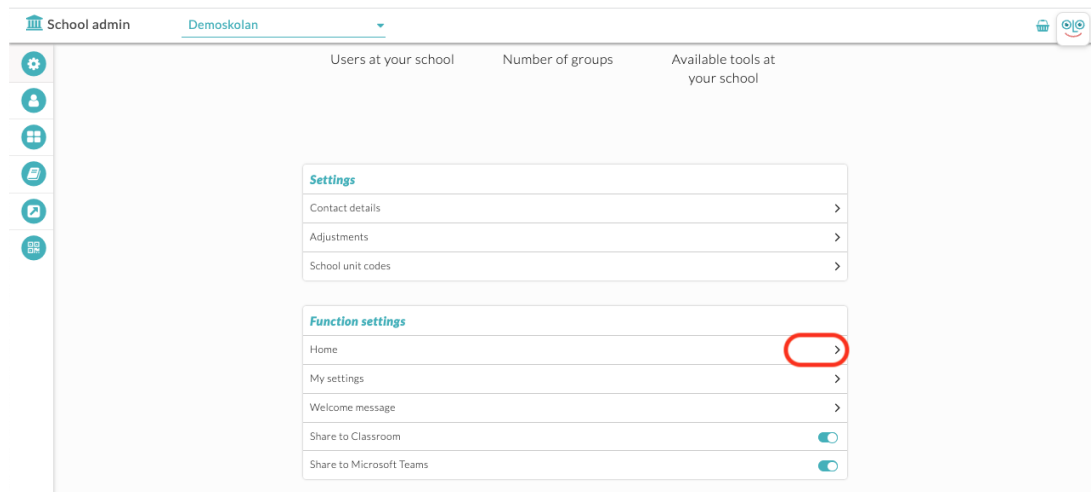 School admin
Demoskolan
Users at your school
Number of groups
Available tools at
your school
Settings
Contact details
Adjustments
School unit codes
Function settings
Home
My settings
Welcome message
Share to Classroom
Share to Microsoft Teams